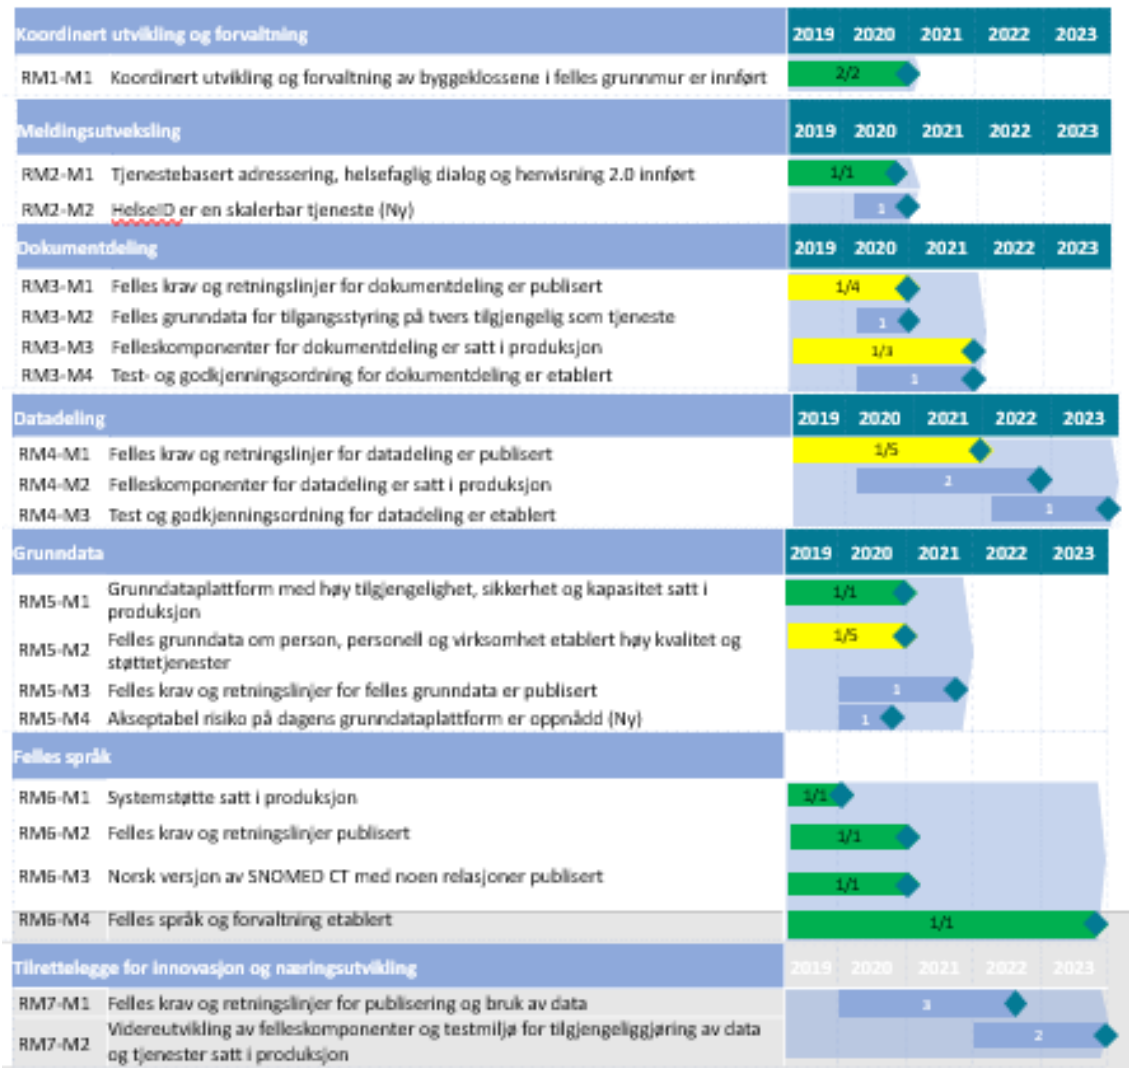 Koordinert utvikling og forvaltning 2019 2020 2021 2022 2023
RM1-M1 Koordinert utvikling og forvaltning av byggeklossene i felles grunnmur er innført 2/2
Meldingsutveksling 2019 2020 2021 2022 2023
RM2-M1 Tjenestebasert adressering, helsefaglig dialog og henvisning 2.0 innført 1/1
RM2-M2 HelseID er en skalerbar tjeneste (Ny) 1
Dokumentdeling 2019 2020 2021 2022 2023
RM3-M1 Felles krav og retningslinjer for dokumentdeling er publisert 1/4
RM3-M2 Felles grunndata for tilgangsstyring på tvers tilgjengelig som tjeneste 1
RM3-M3 Felleskomponenter for dokumentdeling er satt i produksjon 1/3
RM3-M4 Test- og godkjenningsordning for dokumentdeling er etablert 1
Datadeling 2019 2020 2021 2022 2023
RM4-M1 Felles krav og retningslinjer for datadeling er publisert 1/5
RM4-M2 Felleskomponenter for datadeling er satt i produksjon 2
RM4-M3 Test og godkjenningsordning for datadeling er etablert 1
Grunndata 2019 2020 2021 2022 2023
RM5-M1 Grunndataplattform med høy tilgjengelighet, sikkerhet og kapasitet satt i 1/1
produksjon
RM5-M2 Felles grunndata om person, personell og virksomhet etablert høy kvalitet og 1/5
støttetjenester
RM5-M3 Felles krav og retningslinjer for felles grunndata er publisert 1
RM5-M4 Akseptabel risiko på dagens grunndataplattform er oppnådd (Ny) 1
Felles språk
RM6-M1 Systemstøtte satt i produksjon 1/1
RM6-M2 Felles krav og retningslinjer publisert 1/1
RM6-M3 Norsk versjon av SNOMED CT med noen relasjoner publisert 1/1
RM6-M4 Felles språk og forvaltning etablert 1/1
Tilrettelegge for innovasjon og næringsutvikling 2019 2020 2021 2022 2023
RM7-M1 Felles krav og retningslinjer for publisering og bruk av data 3
RM7-M2 Videreutvikling av felleskomponenter og testmiljø for tilgjengeliggjøring av data 2
og tjenester satt i produksjon